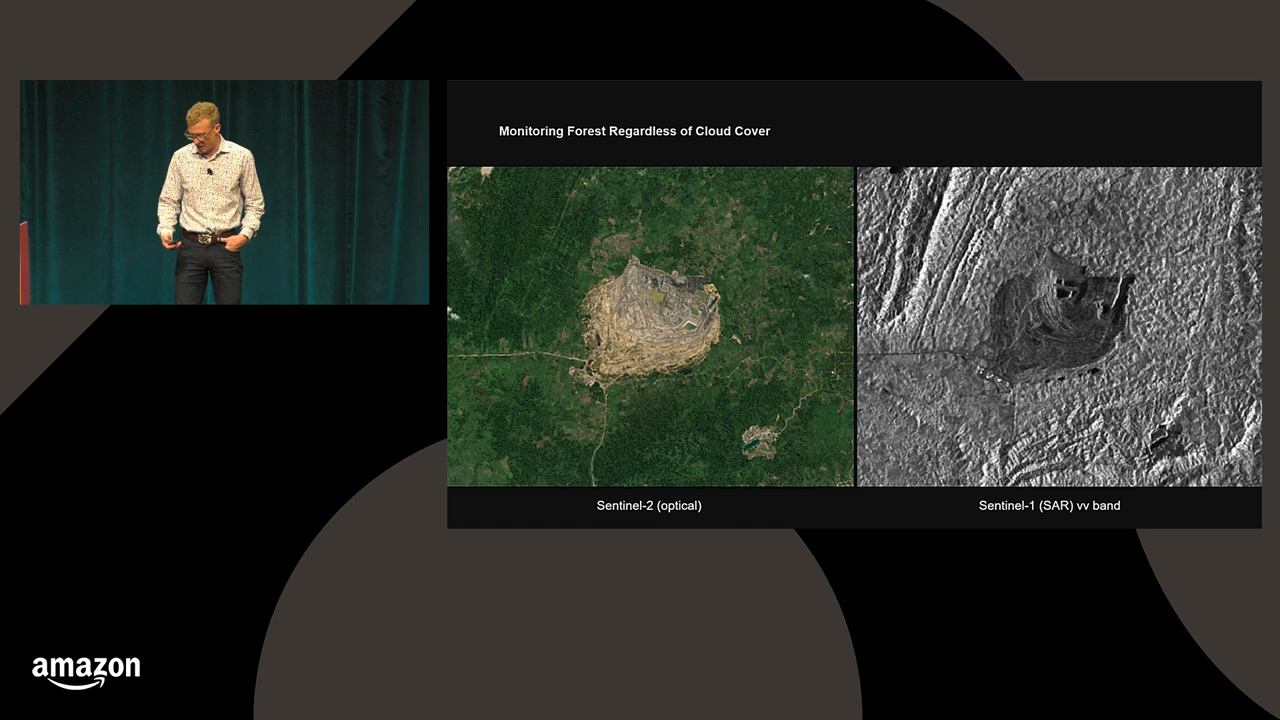 Monitoring Forest Regardless of Cloud Cover
Sentinel-2 (optical)
Sentinel-1 (SAR) vv band
amazon